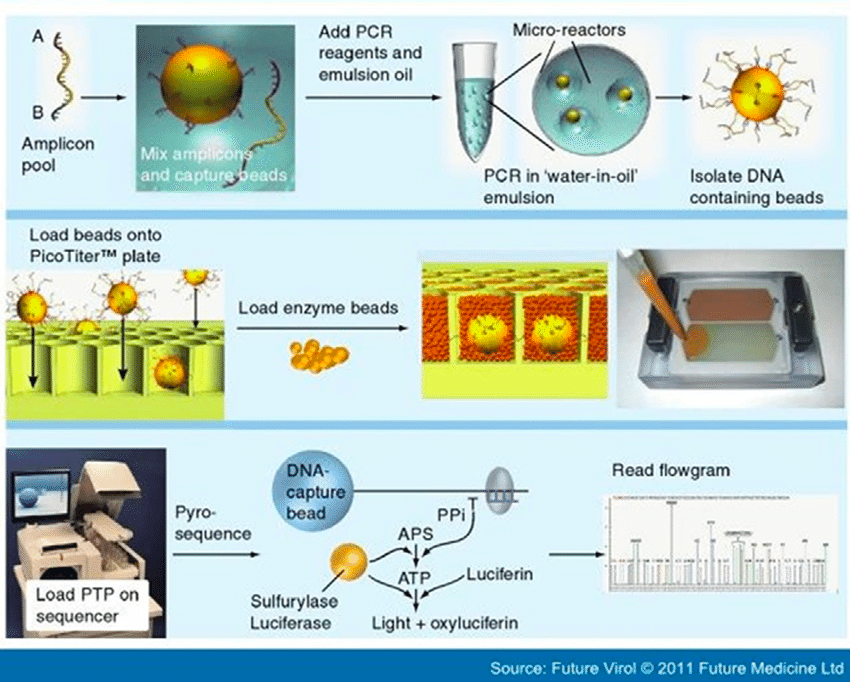 A
B
Amplicon
pool
Mix amplicons
and capture beads
Add PCR
reagents and
emulsion oil
Micro-reactors
PCR in ‘water-in-oil’
emulsion
Isolate DNA
containing beads
Load beads onto
PicoTiter™ plate
Load enzyme beads
Load PTP on
sequencer
Pyro-
sequence
DNA-
capture
bead
PPi
APS
ATP
Luciferin
Sulfurylase
Luciferase
Light + oxyluciferin
Read flowgram
Source: Future Virol © 2011 Future Medicine Ltd